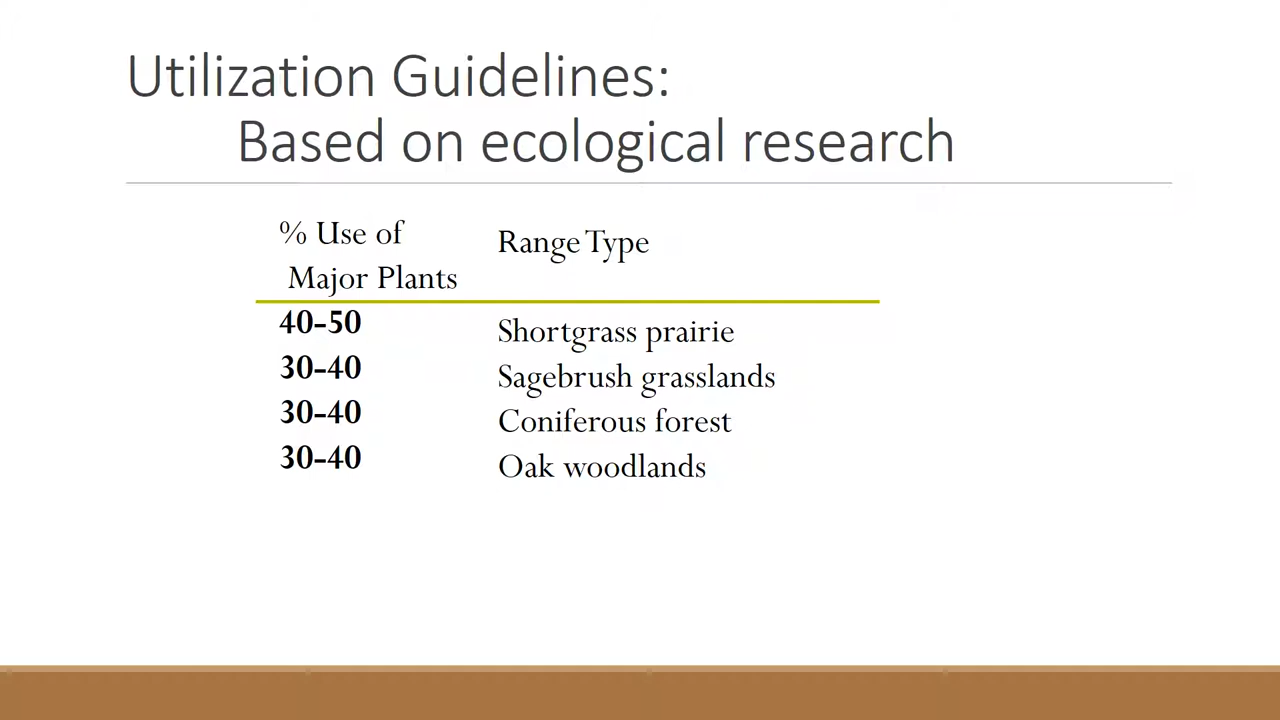 Utilization Guidelines:
Based on ecological research
% Use of
Major Plants
Range Type
40-50
Shortgrass prairie
30-40
Sagebrush grasslands
30-40
Coniferous forest
30-40
Oak woodlands